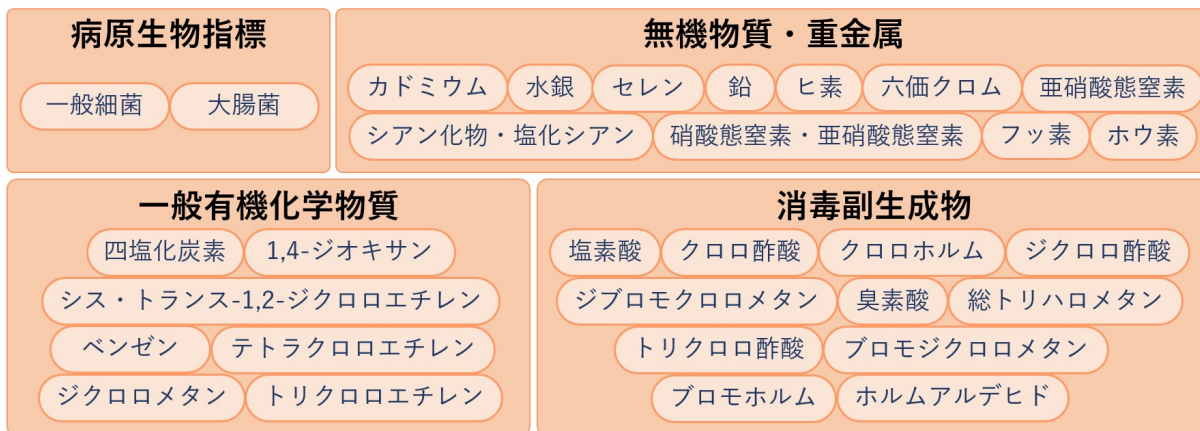 病原生物指標
一般細菌 大腸菌
無機物質・重金属
カドミウム 水銀 セレン 鉛 ヒ素 六価クロム 亜硝酸態窒素
シアン化物・塩化シアン 硝酸態窒素・亜硝酸態窒素 フッ素 ホウ素
一般有機化学物質
四塩化炭素 1,4-ジオキサン
シス・トランス-1,2-ジクロロエチレン
ベンゼン テトラクロロエチレン
ジクロロメタン トリクロロエチレン
消毒副生成物
塩素酸 クロロ酢酸 クロロホルム ジクロロ酢酸
ジブロモクロロメタン 臭素酸 総トリハロメタン
トリクロロ酢酸 ブロモジクロロメタン
ブロモホルム ホルムアルデヒド